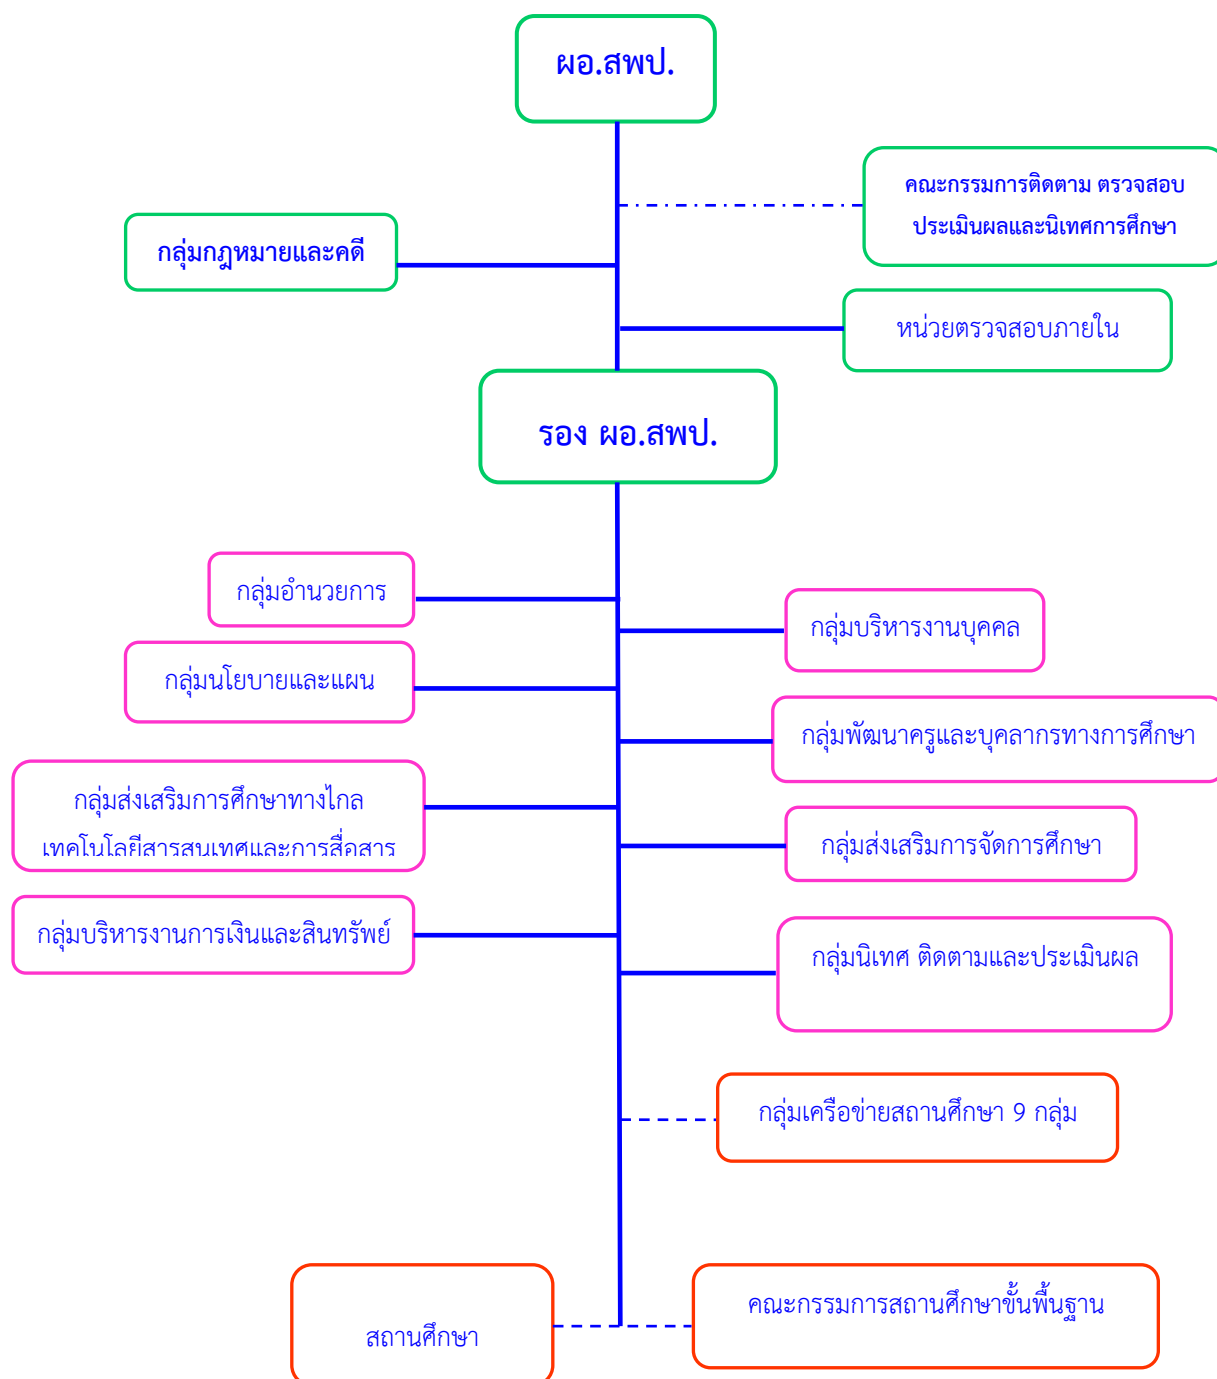 ผอ.สพป.
คณะกรรมการติดตาม ตรวจสอบ
ประเมินผลและนิเทศการศึกษา
กลุ่มกฎหมายและคดี
หน่วยตรวจสอบภายใน
รอง ผอ.สพป.
กลุ่มอำนวยการ
กลุ่มบริหารงานบุคคล
กลุ่มนโยบายและแผน
กลุ่มพัฒนาครูและบุคลากรทางการศึกษา
กลุ่มส่งเสริมการศึกษาทางไกล
เทคโนโลยีสารสนเทศและการสื่อสาร
กลุ่มส่งเสริมการจัดการศึกษา
กลุ่มบริหารงานการเงินและสินทรัพย์
กลุ่มนิเทศ ติดตามและประเมินผล
กลุ่มเครือข่ายสถานศึกษา 9 กลุ่ม
คณะกรรมการสถานศึกษาขั้นพื้นฐาน
สถานศึกษา